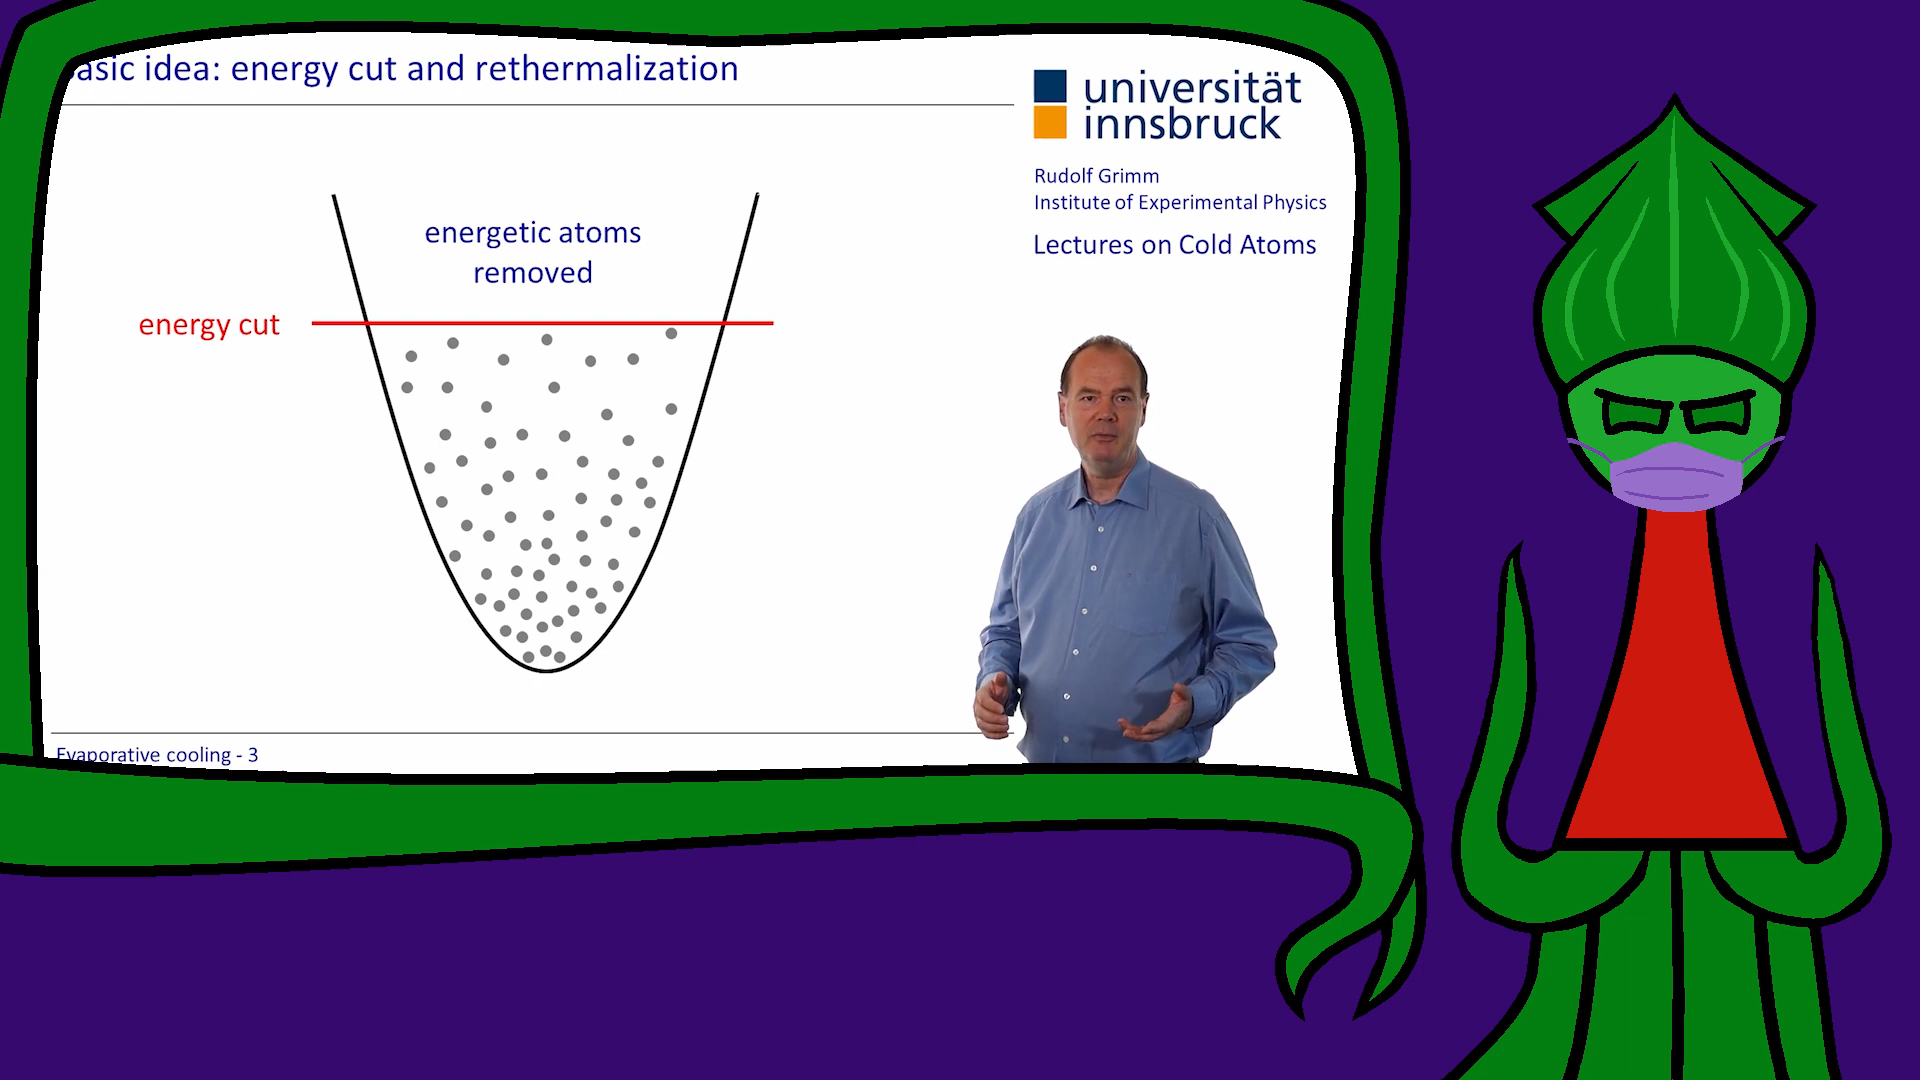 asic idea: energy cut and rethermalization
universität
innsbruck
Rudolf Grimm
Institute of Experimental Physics
Lectures on Cold Atoms
energetic atoms
removed
energy cut
Evaporative cooling - 3